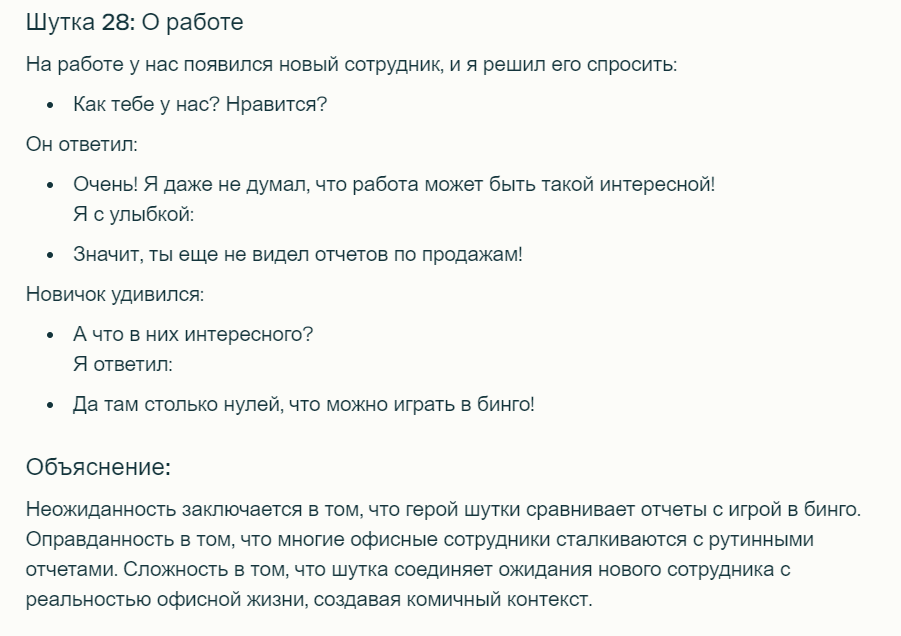 Шутка 28: О работе
На работе у нас появился новый сотрудник, и я решил его спросить:
• Как тебе у нас? Нравится?
Он ответил:
• Очень! Я даже не думал, что работа может быть такой интересной!
Я с улыбкой:
• Значит, ты еще не видел отчетов по продажам!
Новичок удивился:
• А что в них интересного?
Я ответил:
• Да там столько нулей, что можно играть в бинго!
Объяснение:
Неожиданность заключается в том, что герой шутки сравнивает отчеты с игрой в бинго.
Оправданность в том, что многие офисные сотрудники сталкиваются с рутинными
отчетами. Сложность в том, что шутка соединяет ожидания нового сотрудника с
реальностью офисной жизни, создавая комичный контекст.